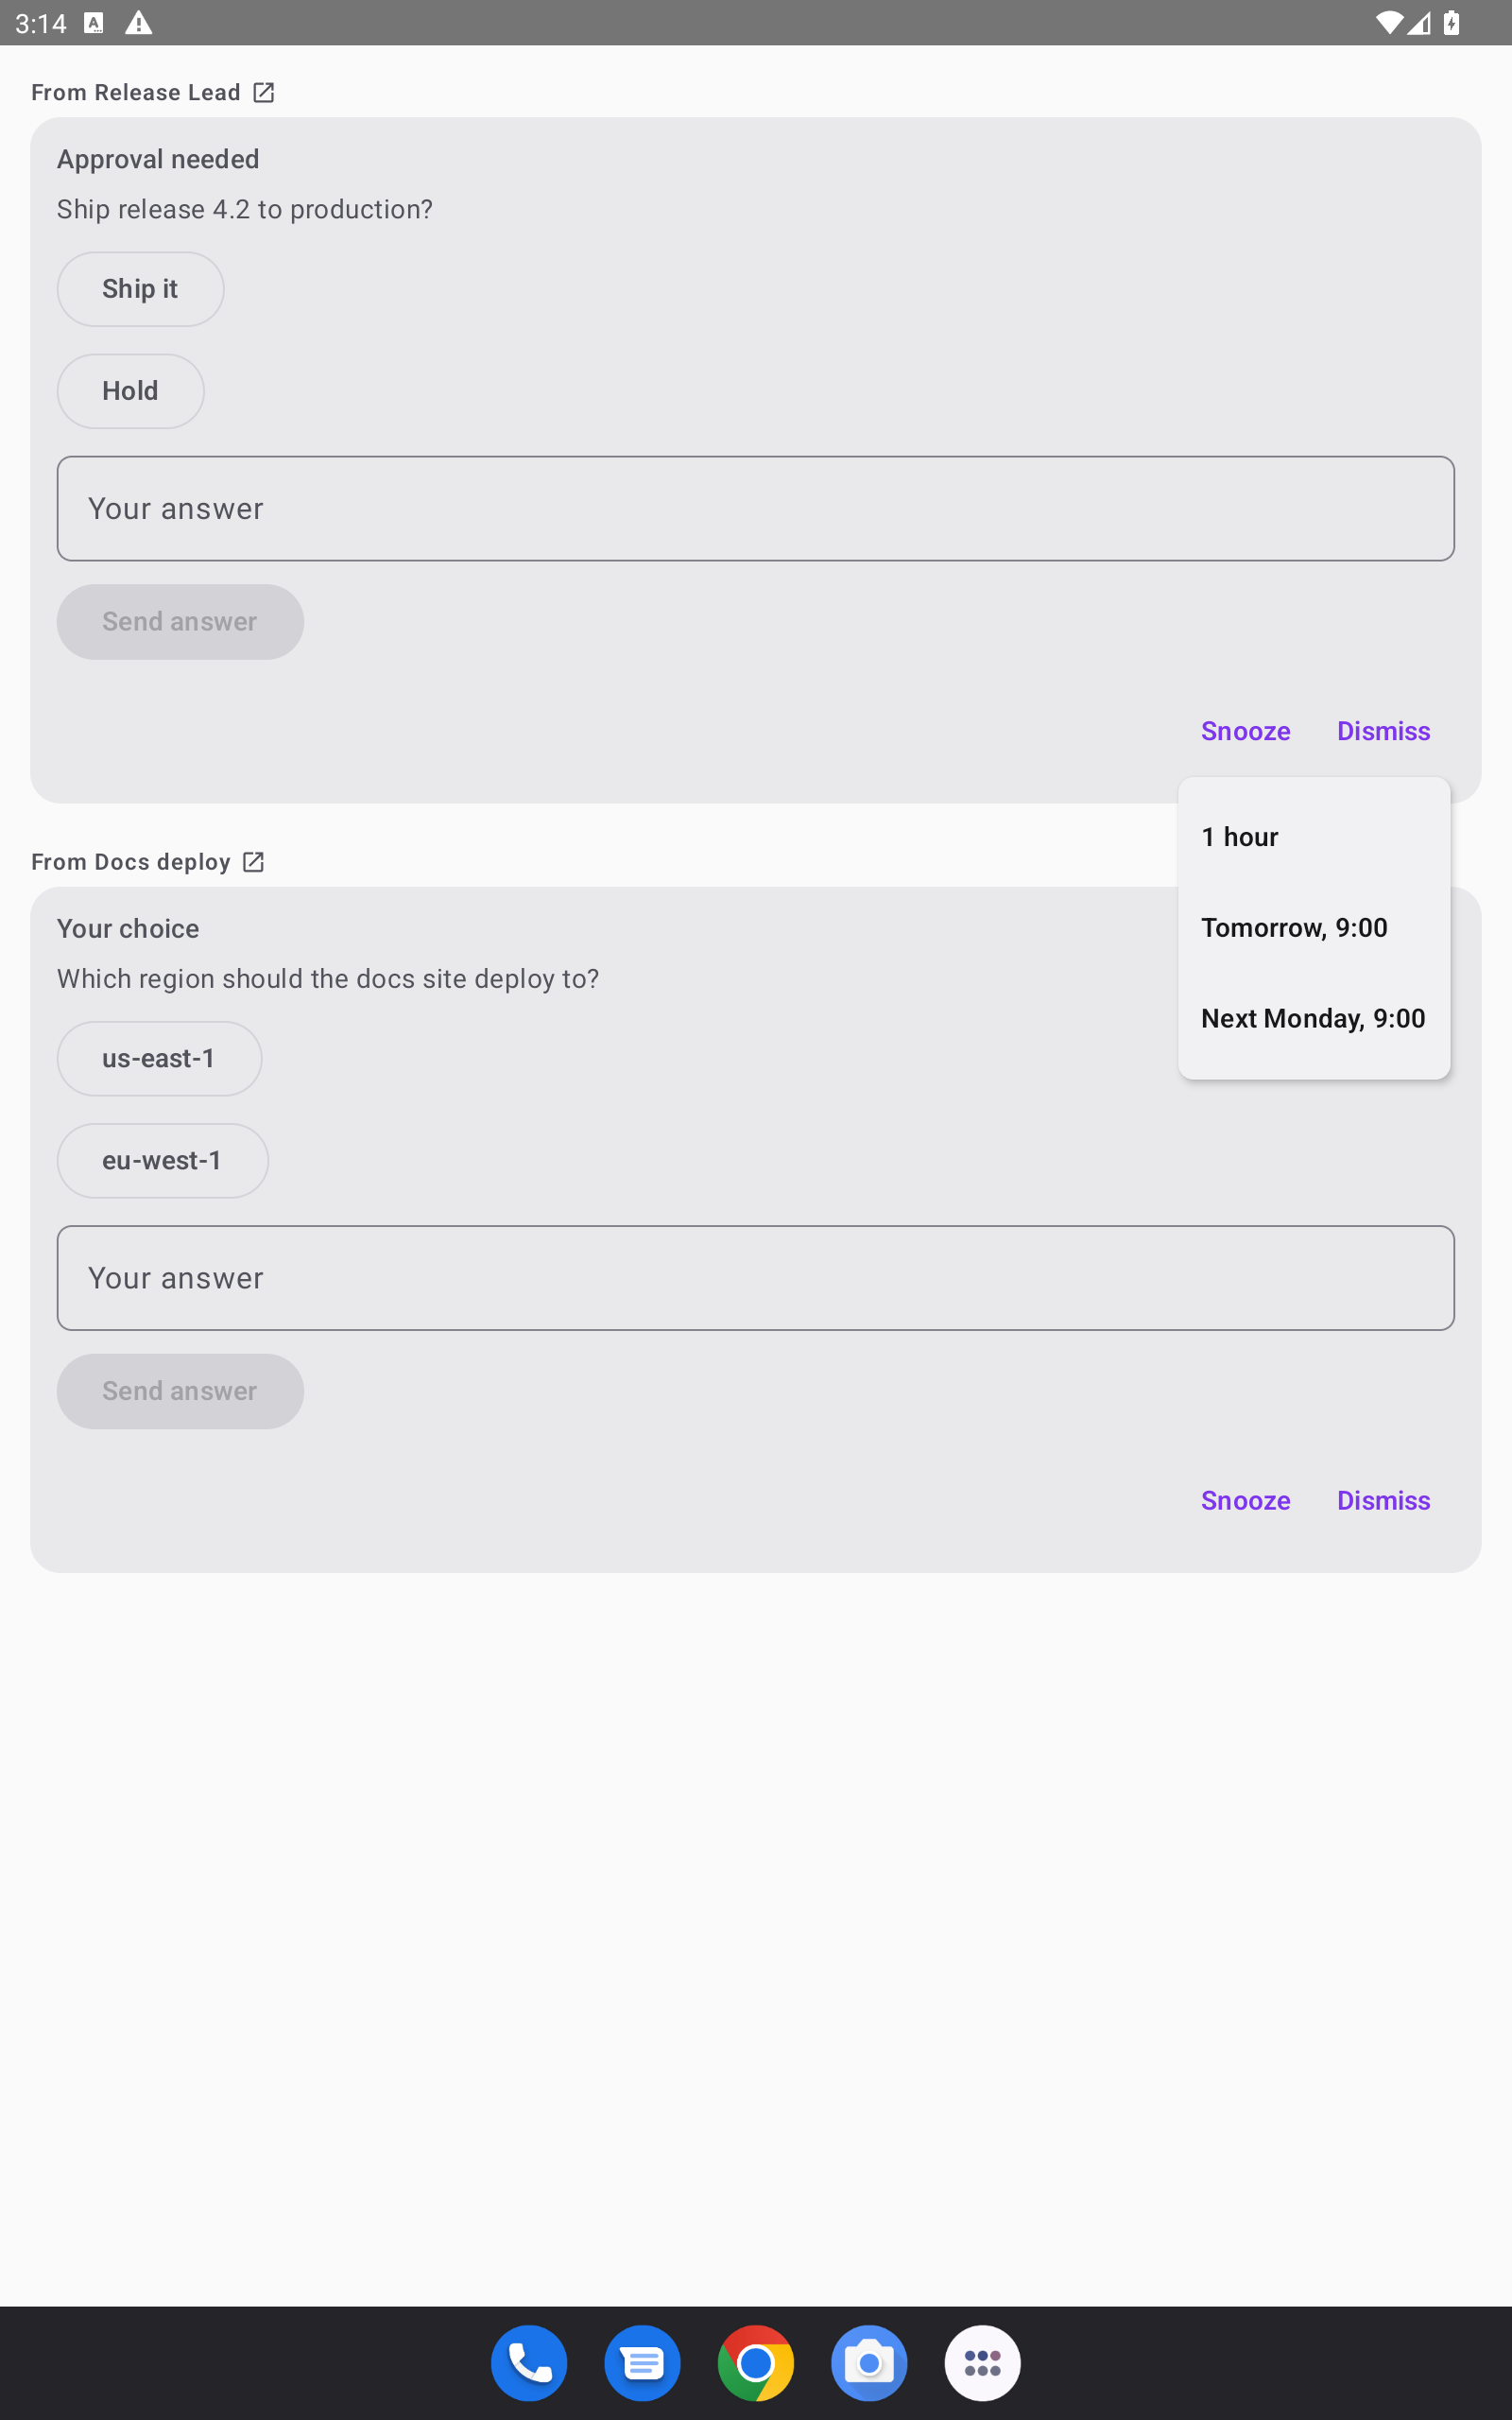 3:14
From Release Lead
Approval needed
Ship release 4.2 to production?
Ship it
Hold
Your answer
Send answer
Snooze Dismiss
1 hour
Tomorrow, 9:00
Next Monday, 9:00
From Docs deploy
Your choice
Which region should the docs site deploy to?
us-east-1
eu-west-1
Your answer
Send answer
Snooze Dismiss